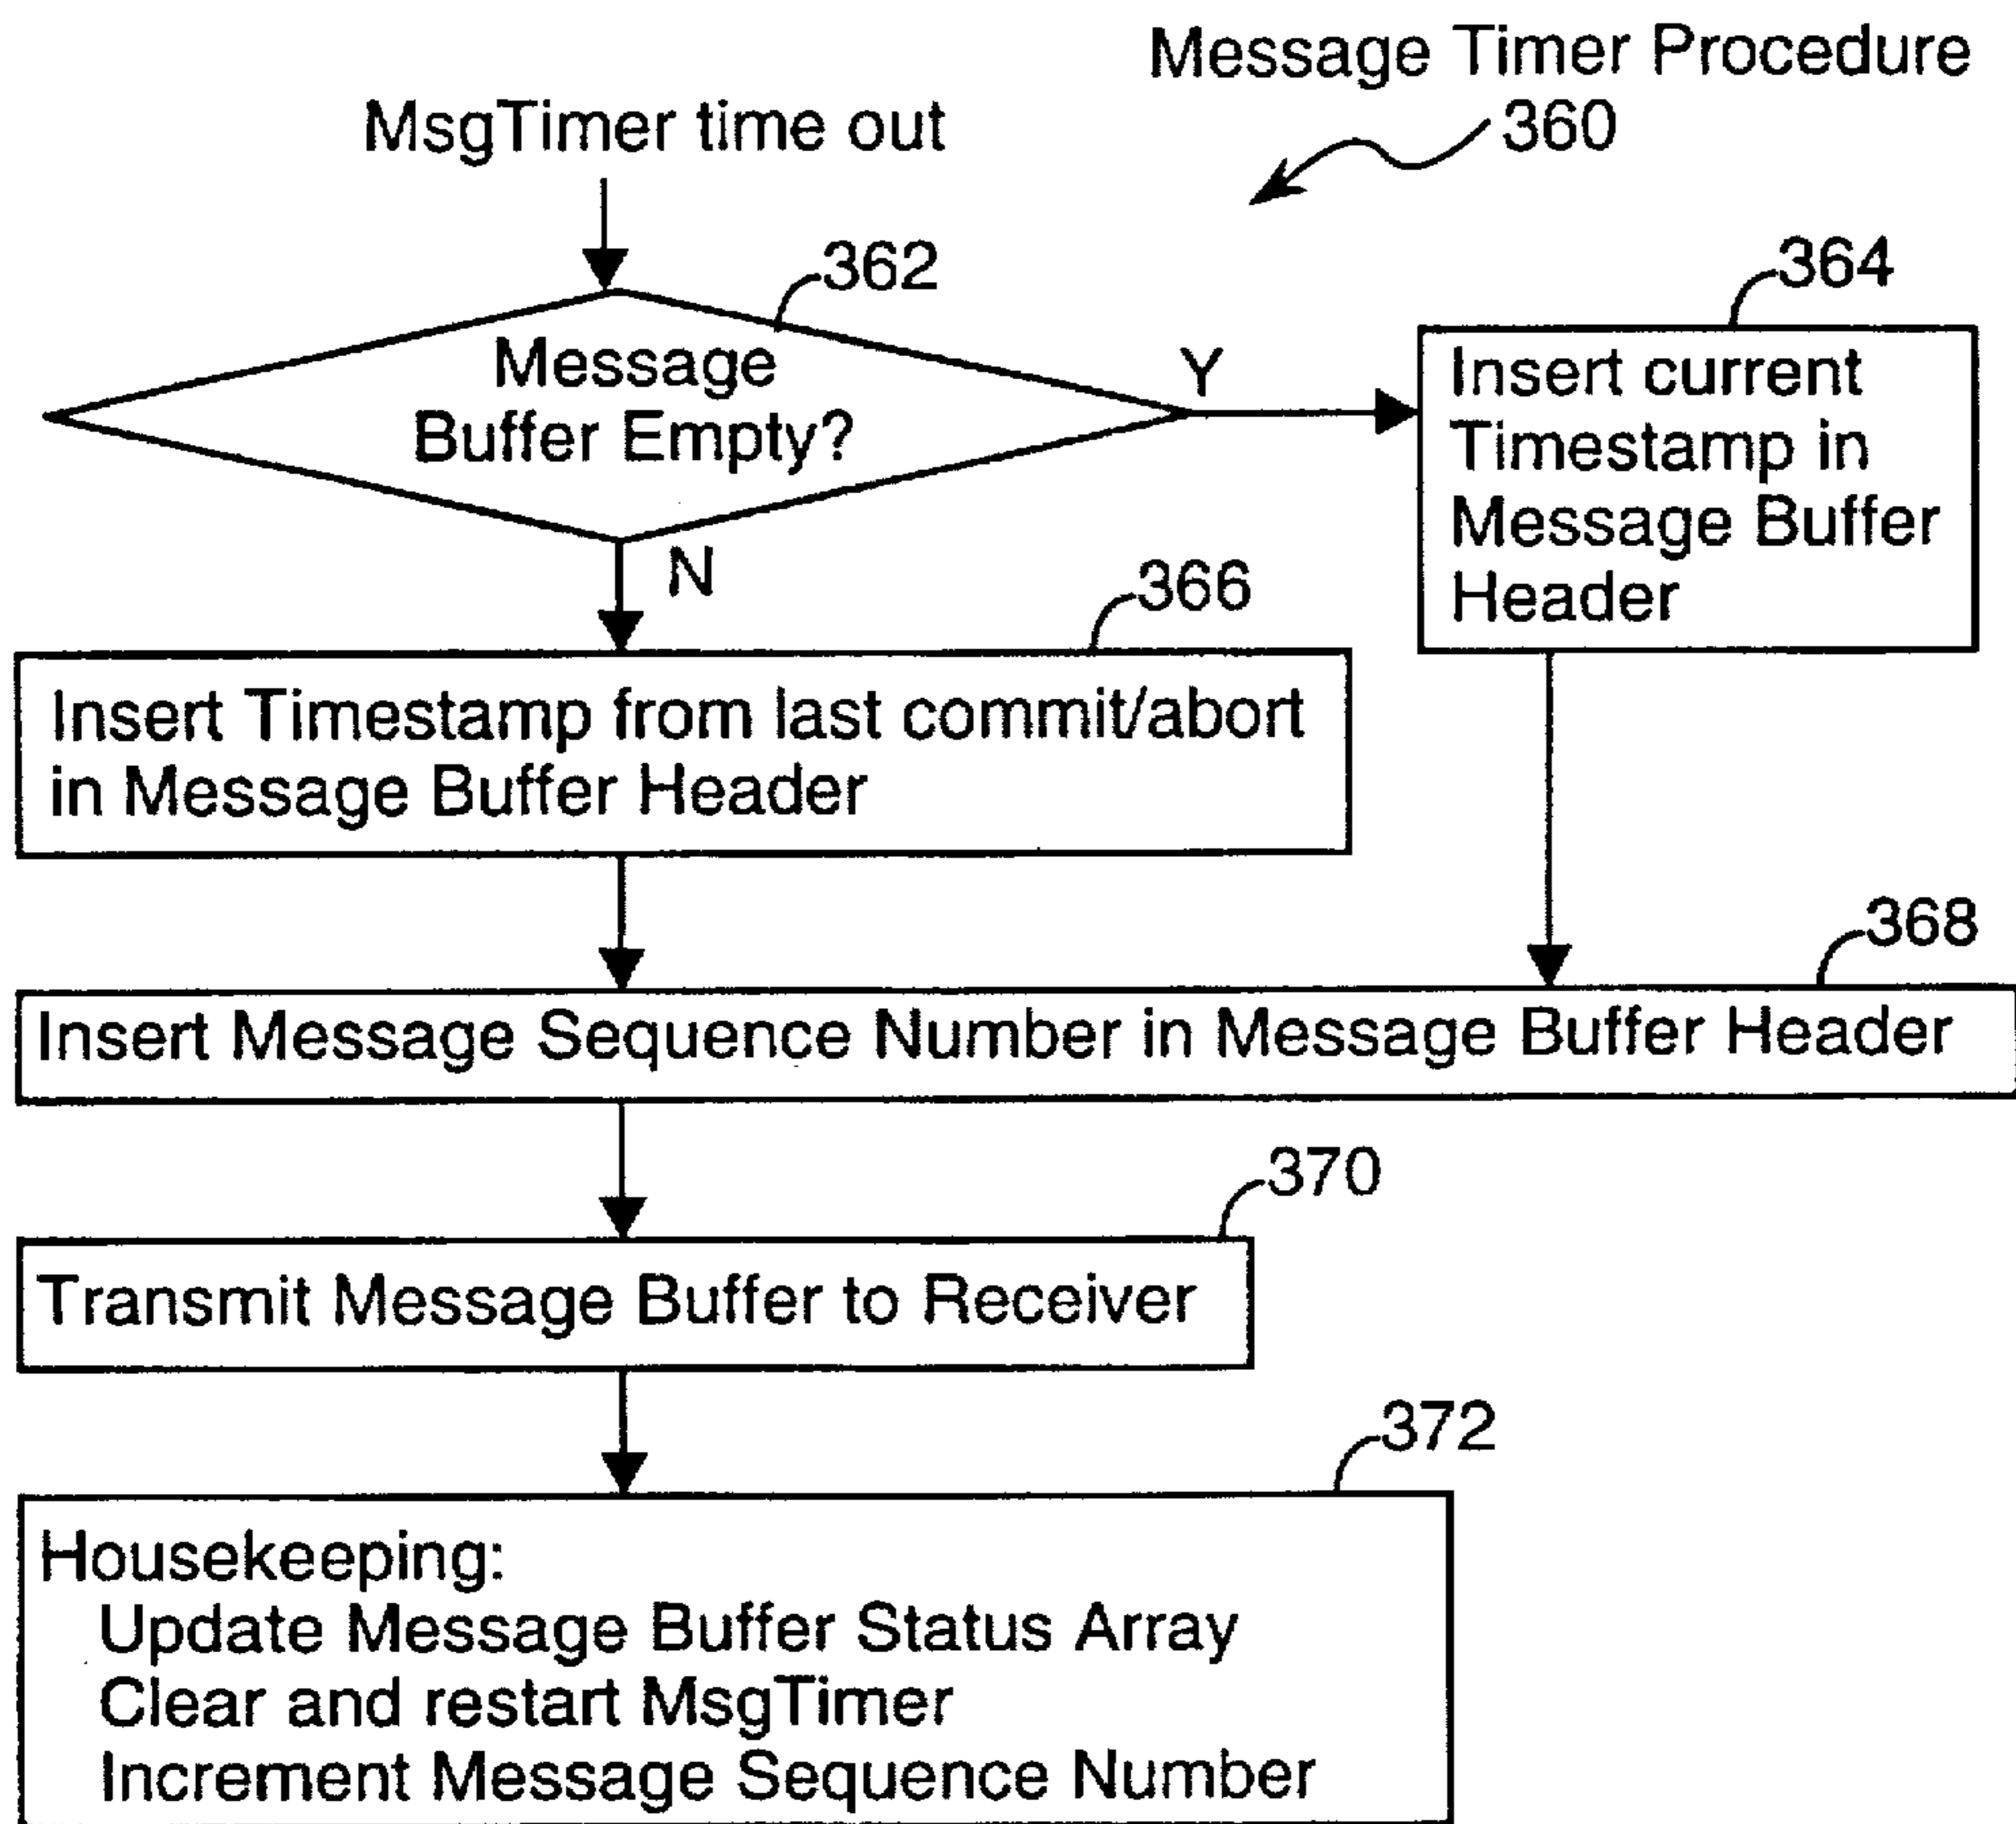 Message Timer Procedure
360
MsgTimer time out
362
Message
Buffer Empty?
Y
364
Insert current
Timestamp in
Message Buffer
Header
N
366
Insert Timestamp from last commit/abort
in Message Buffer Header
368
Insert Message Sequence Number in Message Buffer Header
370
Transmit Message Buffer to Receiver
372
Housekeeping:
Update Message Buffer Status Array
Clear and restart MsgTimer
Increment Message Sequence Number